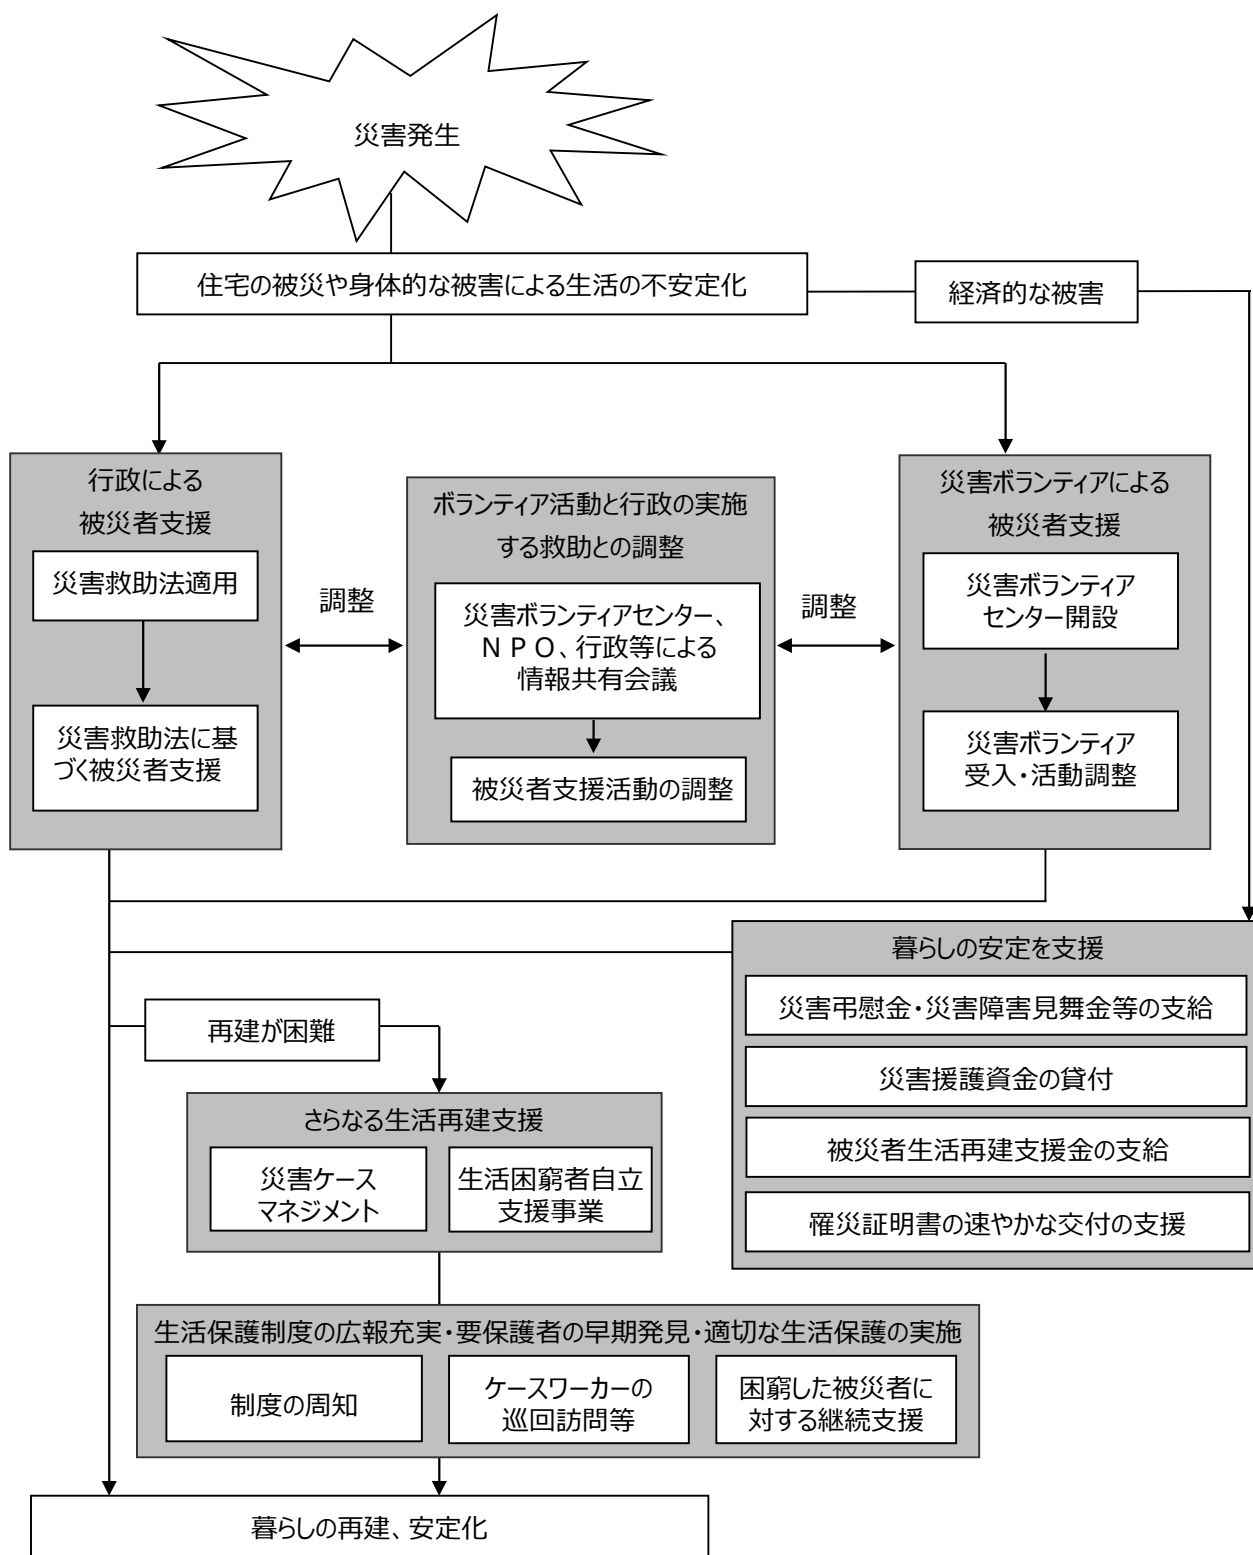 災害発生
住宅の被災や身体的な被害による生活の不安定化
経済的な被害
行政による
被災者支援
災害救助法適用
災害救助法に基
づく被災者支援
調整
ボランティア活動と行政の実施
する救助との調整
災害ボランティアセンター、
ＮＰＯ、行政等による
情報共有会議
被災者支援活動の調整
調整
災害ボランティアによる
被災者支援
災害ボランティア
センター開設
災害ボランティア
受入・活動調整
暮らしの安定を支援
災害弔慰金・災害障害見舞金等の支給
災害援護資金の貸付
被災者生活再建支援金の支給
罹災証明書の速やかな交付の支援
再建が困難
さらなる生活再建支援
災害ケース
マネジメント
生活困窮者自立
支援事業
生活保護制度の広報充実・要保護者の早期発見・適切な生活保護の実施
制度の周知
ケースワーカーの
巡回訪問等
困窮した被災者に
対する継続支援
暮らしの再建、安定化